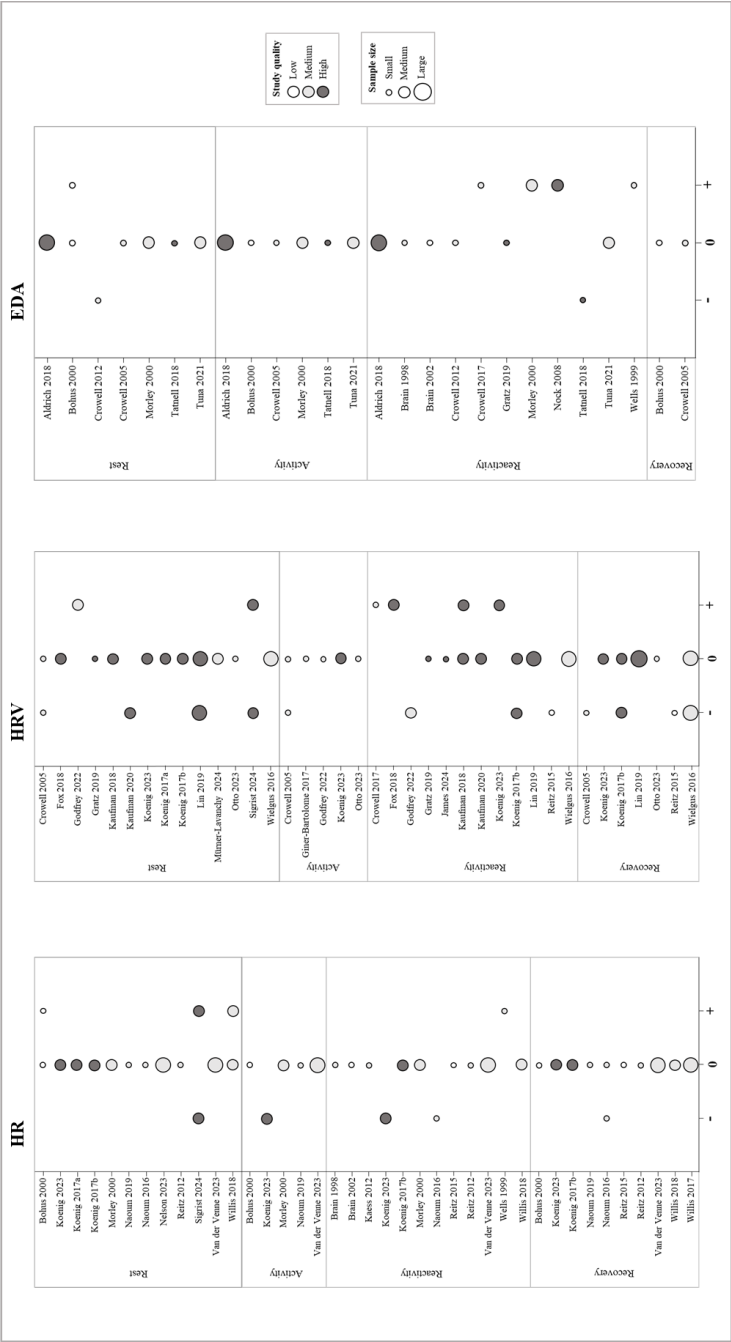 HR
Rest
Bohus 2000
Koenig 2023
Koenig 2017a
Koenig 2017b
Morley 2000
Naoum 2019
Naoum 2016
Nelson 2023
Reitz 2012
Sigrist 2024
Van der Venne 2023
Willis 2018
Activity
Bohus 2000
Koenig 2023
Morley 2000
Naoum 2019
Van der Venne 2023
Reactivity
Brain 1998
Brain 2002
Kaess 2012
Koenig 2023
Koenig 2017b
Morley 2000
Naoum 2016
Reitz 2015
Reitz 2012
Van der Venne 2023
Wells 1999
Willis 2018
Recovery
Bohus 2000
Koenig 2023
Koenig 2017b
Naoum 2019
Naoum 2016
Reitz 2015
Reitz 2012
Van der Venne 2023
Willis 2018
Willis 2017
- 0 +
HRV
Rest
Crowell 2005
Fox 2018
Godfrey 2022
Gratz 2019
Kaufman 2018
Kaufman 2020
Koenig 2023
Koenig 2017a
Koenig 2017b
Lin 2019
Mürner-Lavanchy 2024
Otto 2023
Sigrist 2024
Wielgus 2016
Activity
Crowell 2005
Giner-Bartolome 2017
Godfrey 2022
Koenig 2023
Otto 2023
Reactivity
Crowell 2017
Fox 2018
Godfrey 2022
Gratz 2019
James 2024
Kaufman 2018
Kaufman 2020
Koenig 2023
Koenig 2017b
Lin 2019
Reitz 2015
Wielgus 2016
Recovery
Crowell 2005
Koenig 2023
Koenig 2017b
Lin 2019
Otto 2023
Reitz 2015
Wielgus 2016
- 0 +
EDA
Rest
Aldrich 2018
Bohus 2000
Crowell 2012
Crowell 2005
Morley 2000
Tatnell 2018
Tuna 2021
Activity
Aldrich 2018
Bohus 2000
Crowell 2005
Morley 2000
Tatnell 2018
Tuna 2021
Reactivity
Aldrich 2018
Brain 1998
Brain 2002
Crowell 2012
Crowell 2017
Gratz 2019
Morley 2000
Nock 2008
Tatnell 2018
Tuna 2021
Wells 1999
Recovery
Bohus 2000
Crowell 2005
- 0 +
Study quality
Low
Medium
High
Sample size
Small
Medium
Large